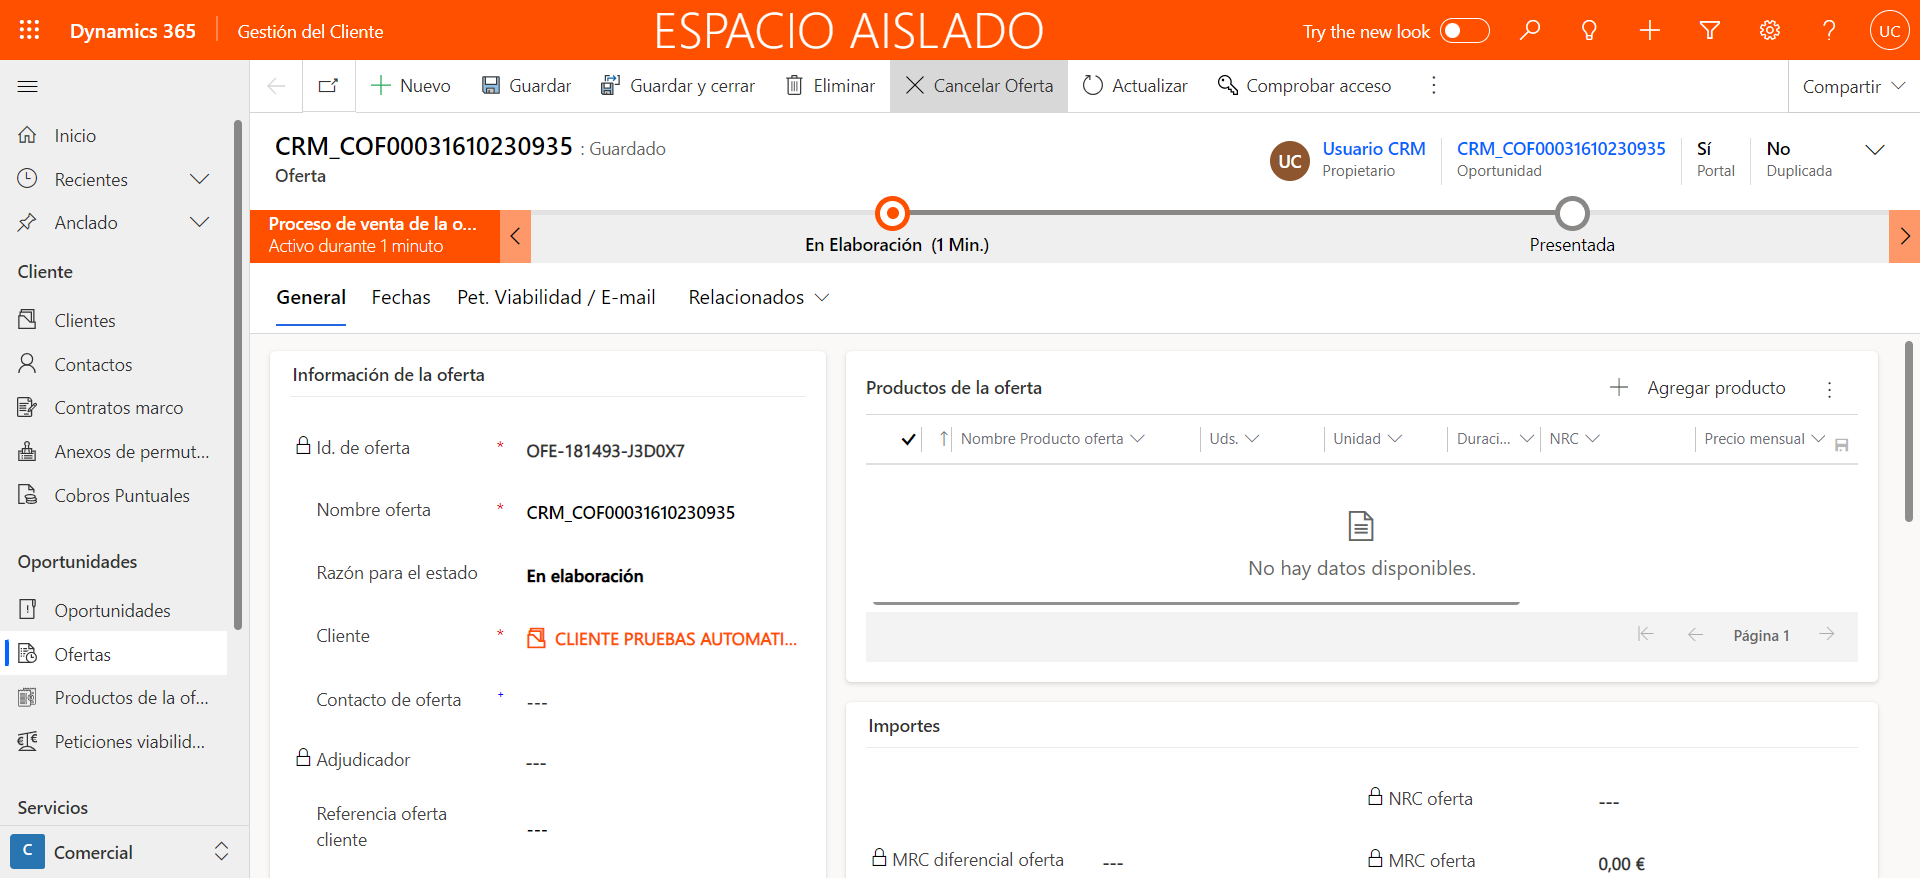 Dynamics 365
Gestión del Cliente
ESPACIO AISLADO
Try the new look
UC
Nuevo
Guardar
Guardar y cerrar
Eliminar
Cancelar Oferta
Actualizar
Comprobar acceso
Compartir
Inicio
Recientes
Anclado
Cliente
Clientes
Contactos
Contratos marco
Anexos de permut...
Cobros Puntuales
Oportunidades
Oportunidades
Ofertas
Productos de la of...
Peticiones viabilid...
Servicios
C
Comercial
CRM_COF00031610230935 : Guardado
Oferta
UC
Usuario CRM
Propietario
CRM_COF00031610230935
Oportunidad
Sí
Portal
No
Duplicada
Proceso de venta de la o...
Activo durante 1 minuto
En Elaboración (1 Min.)
Presentada
General
Fechas
Pet. Viabilidad / E-mail
Relacionados
Información de la oferta
Id. de oferta * OFE-181493-J3D0X7
Nombre oferta * CRM_COF00031610230935
Razón para el estado En elaboración
Cliente * CLIENTE PRUEBAS AUTOMATI...
Contacto de oferta + ---
Adjudicador ---
Referencia oferta
cliente ---
Productos de la oferta
Agregar producto
Nombre Producto oferta
Uds.
Unidad
Duraci...
NRC
Precio mensual
No hay datos disponibles.
Página 1
Importes
NRC oferta ---
MRC diferencial oferta ---
MRC oferta 0,00 €